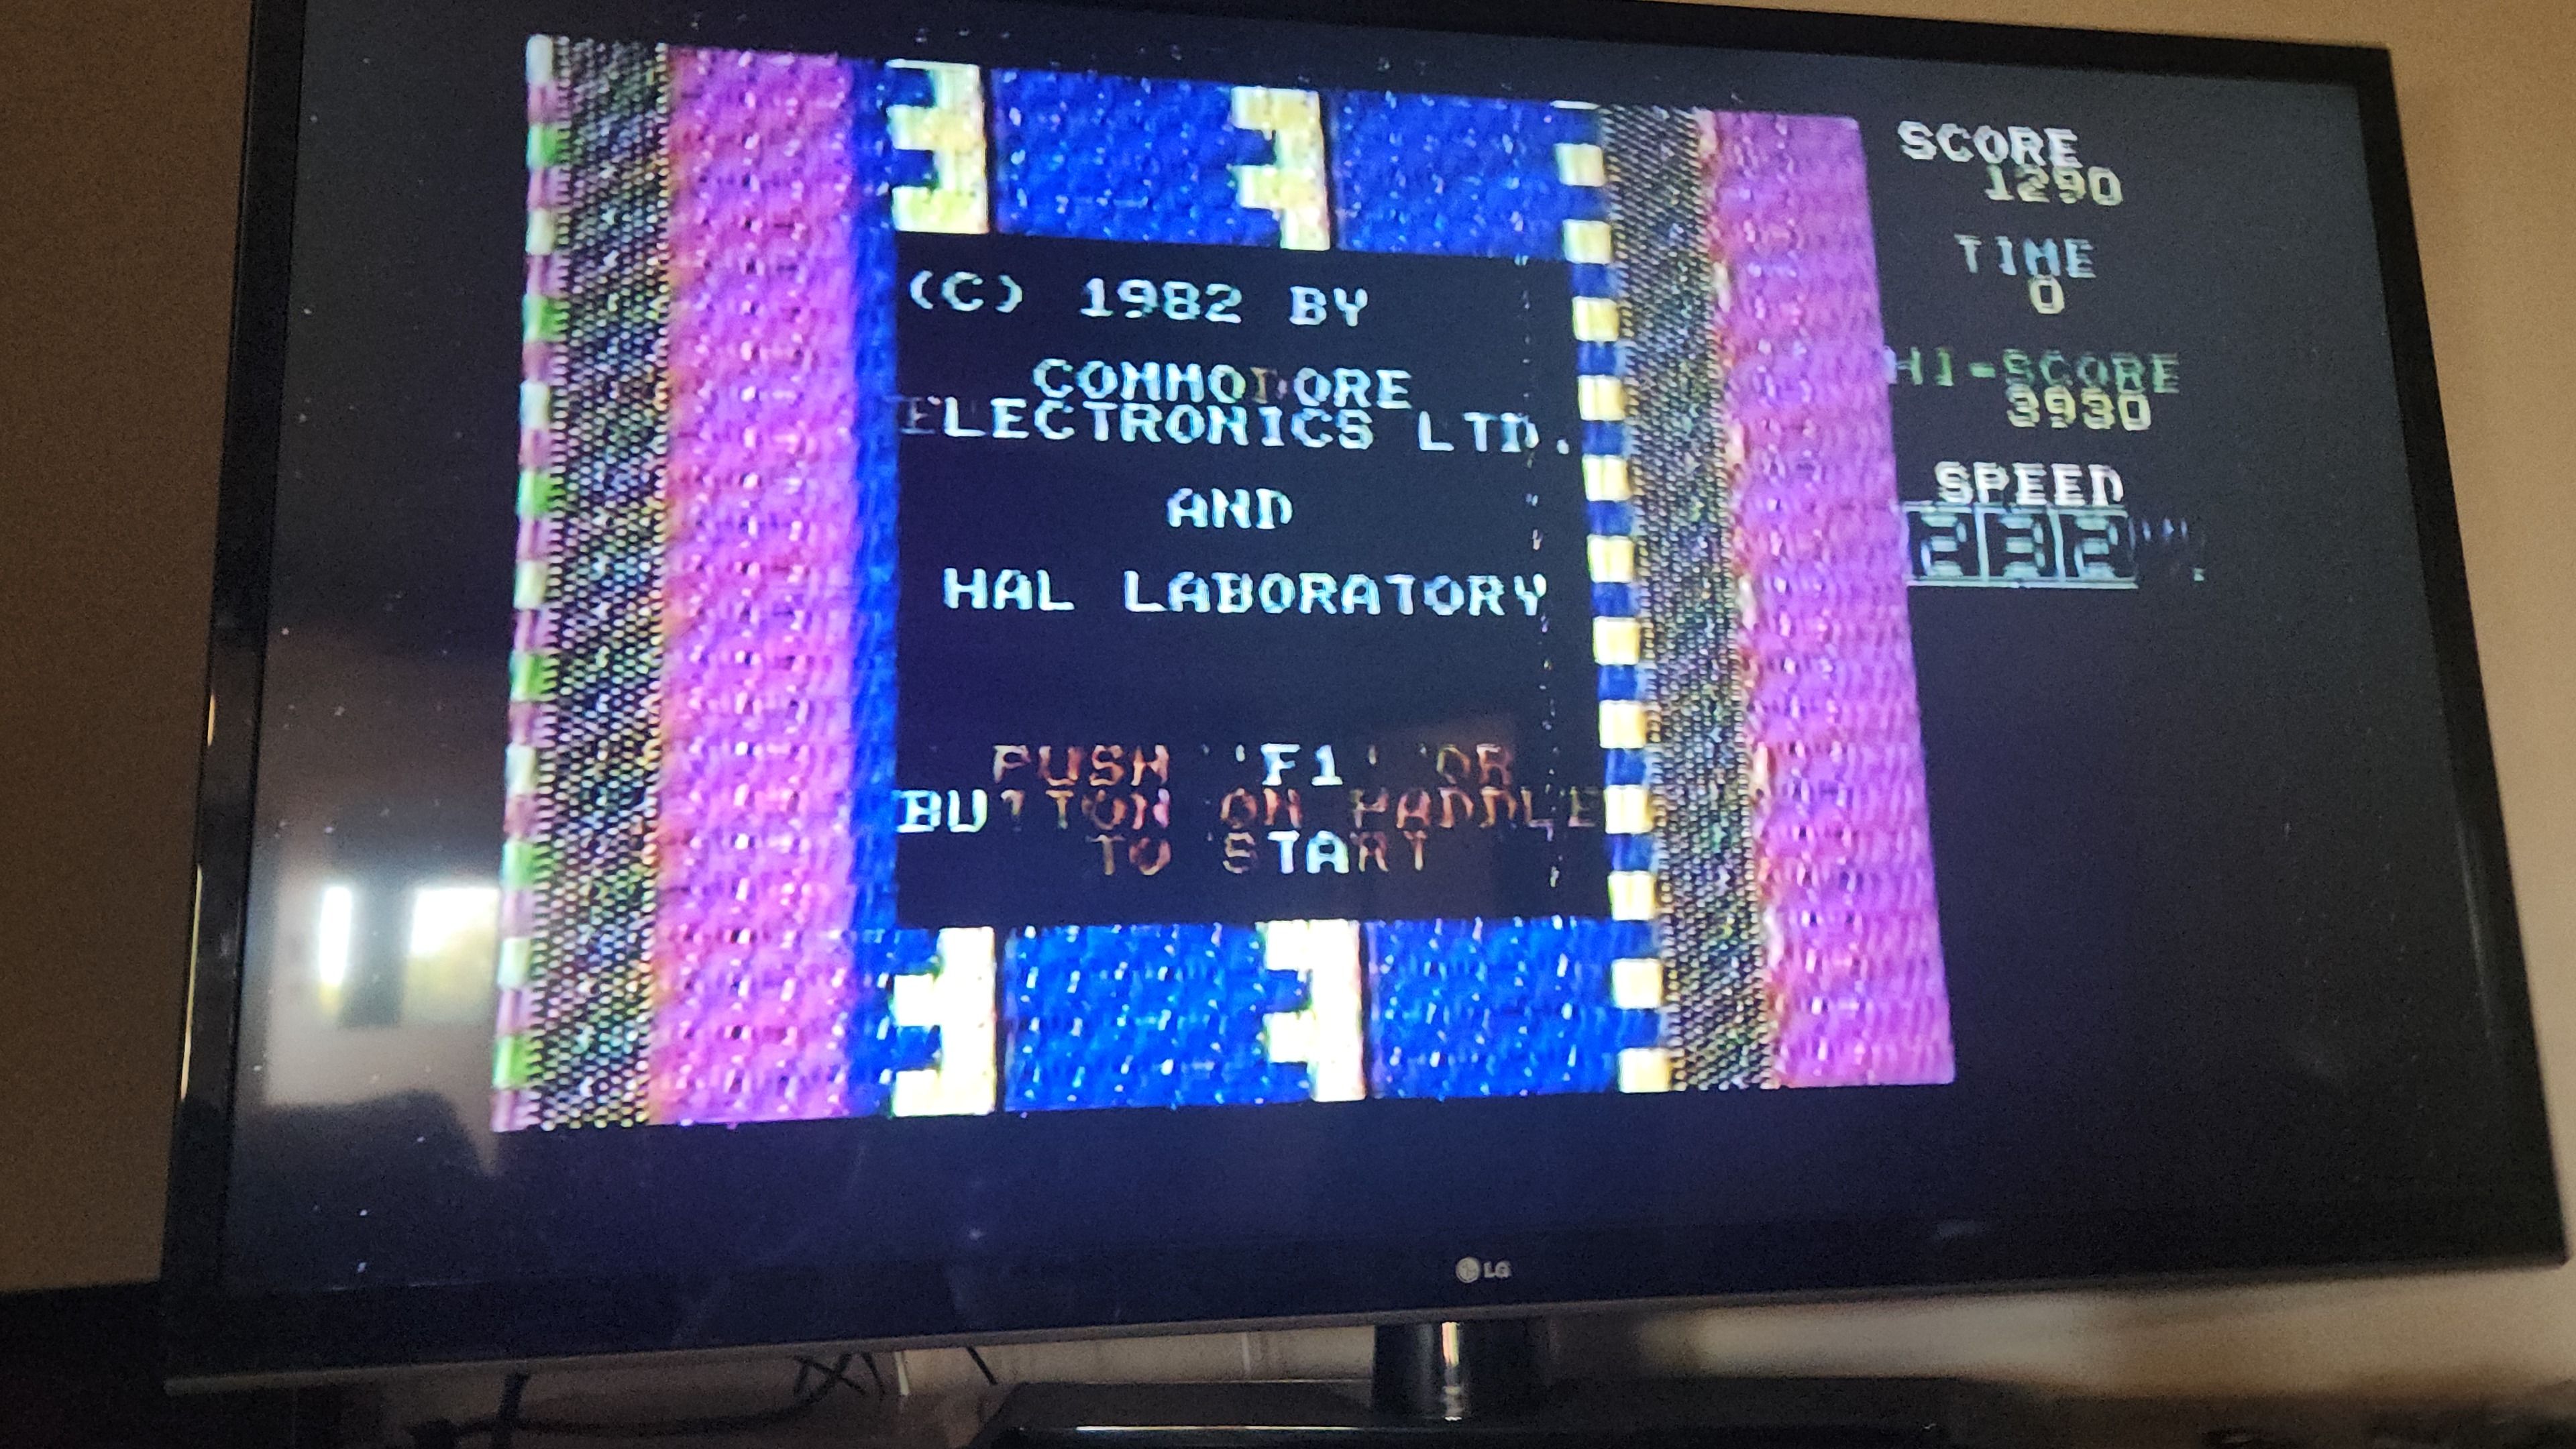 (C) 1982 BY
COMMODORE
ELECTRONICS LTD.
AND
HAL LABORATORY
PUSH 'F1' OR
BUTTON ON PADDLE
TO START
SCORE
1290
TIME
0
HI-SCORE
3930
SPEED
232
LG